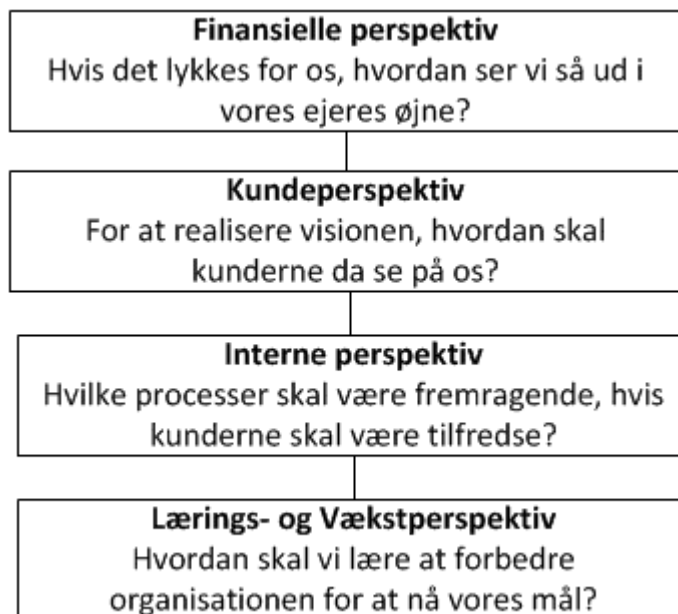 Finansielle perspektiv
Hvis det lykkes for os, hvordan ser vi så ud i
vores ejeres øjne?
Kundeperspektiv
For at realisere visionen, hvordan skal
kunderne da se på os?
Interne perspektiv
Hvilke processer skal være fremragende, hvis
kunderne skal være tilfredse?
Lærings- og Vækstperspektiv
Hvordan skal vi lære at forbedre
organisationen for at nå vores mål?